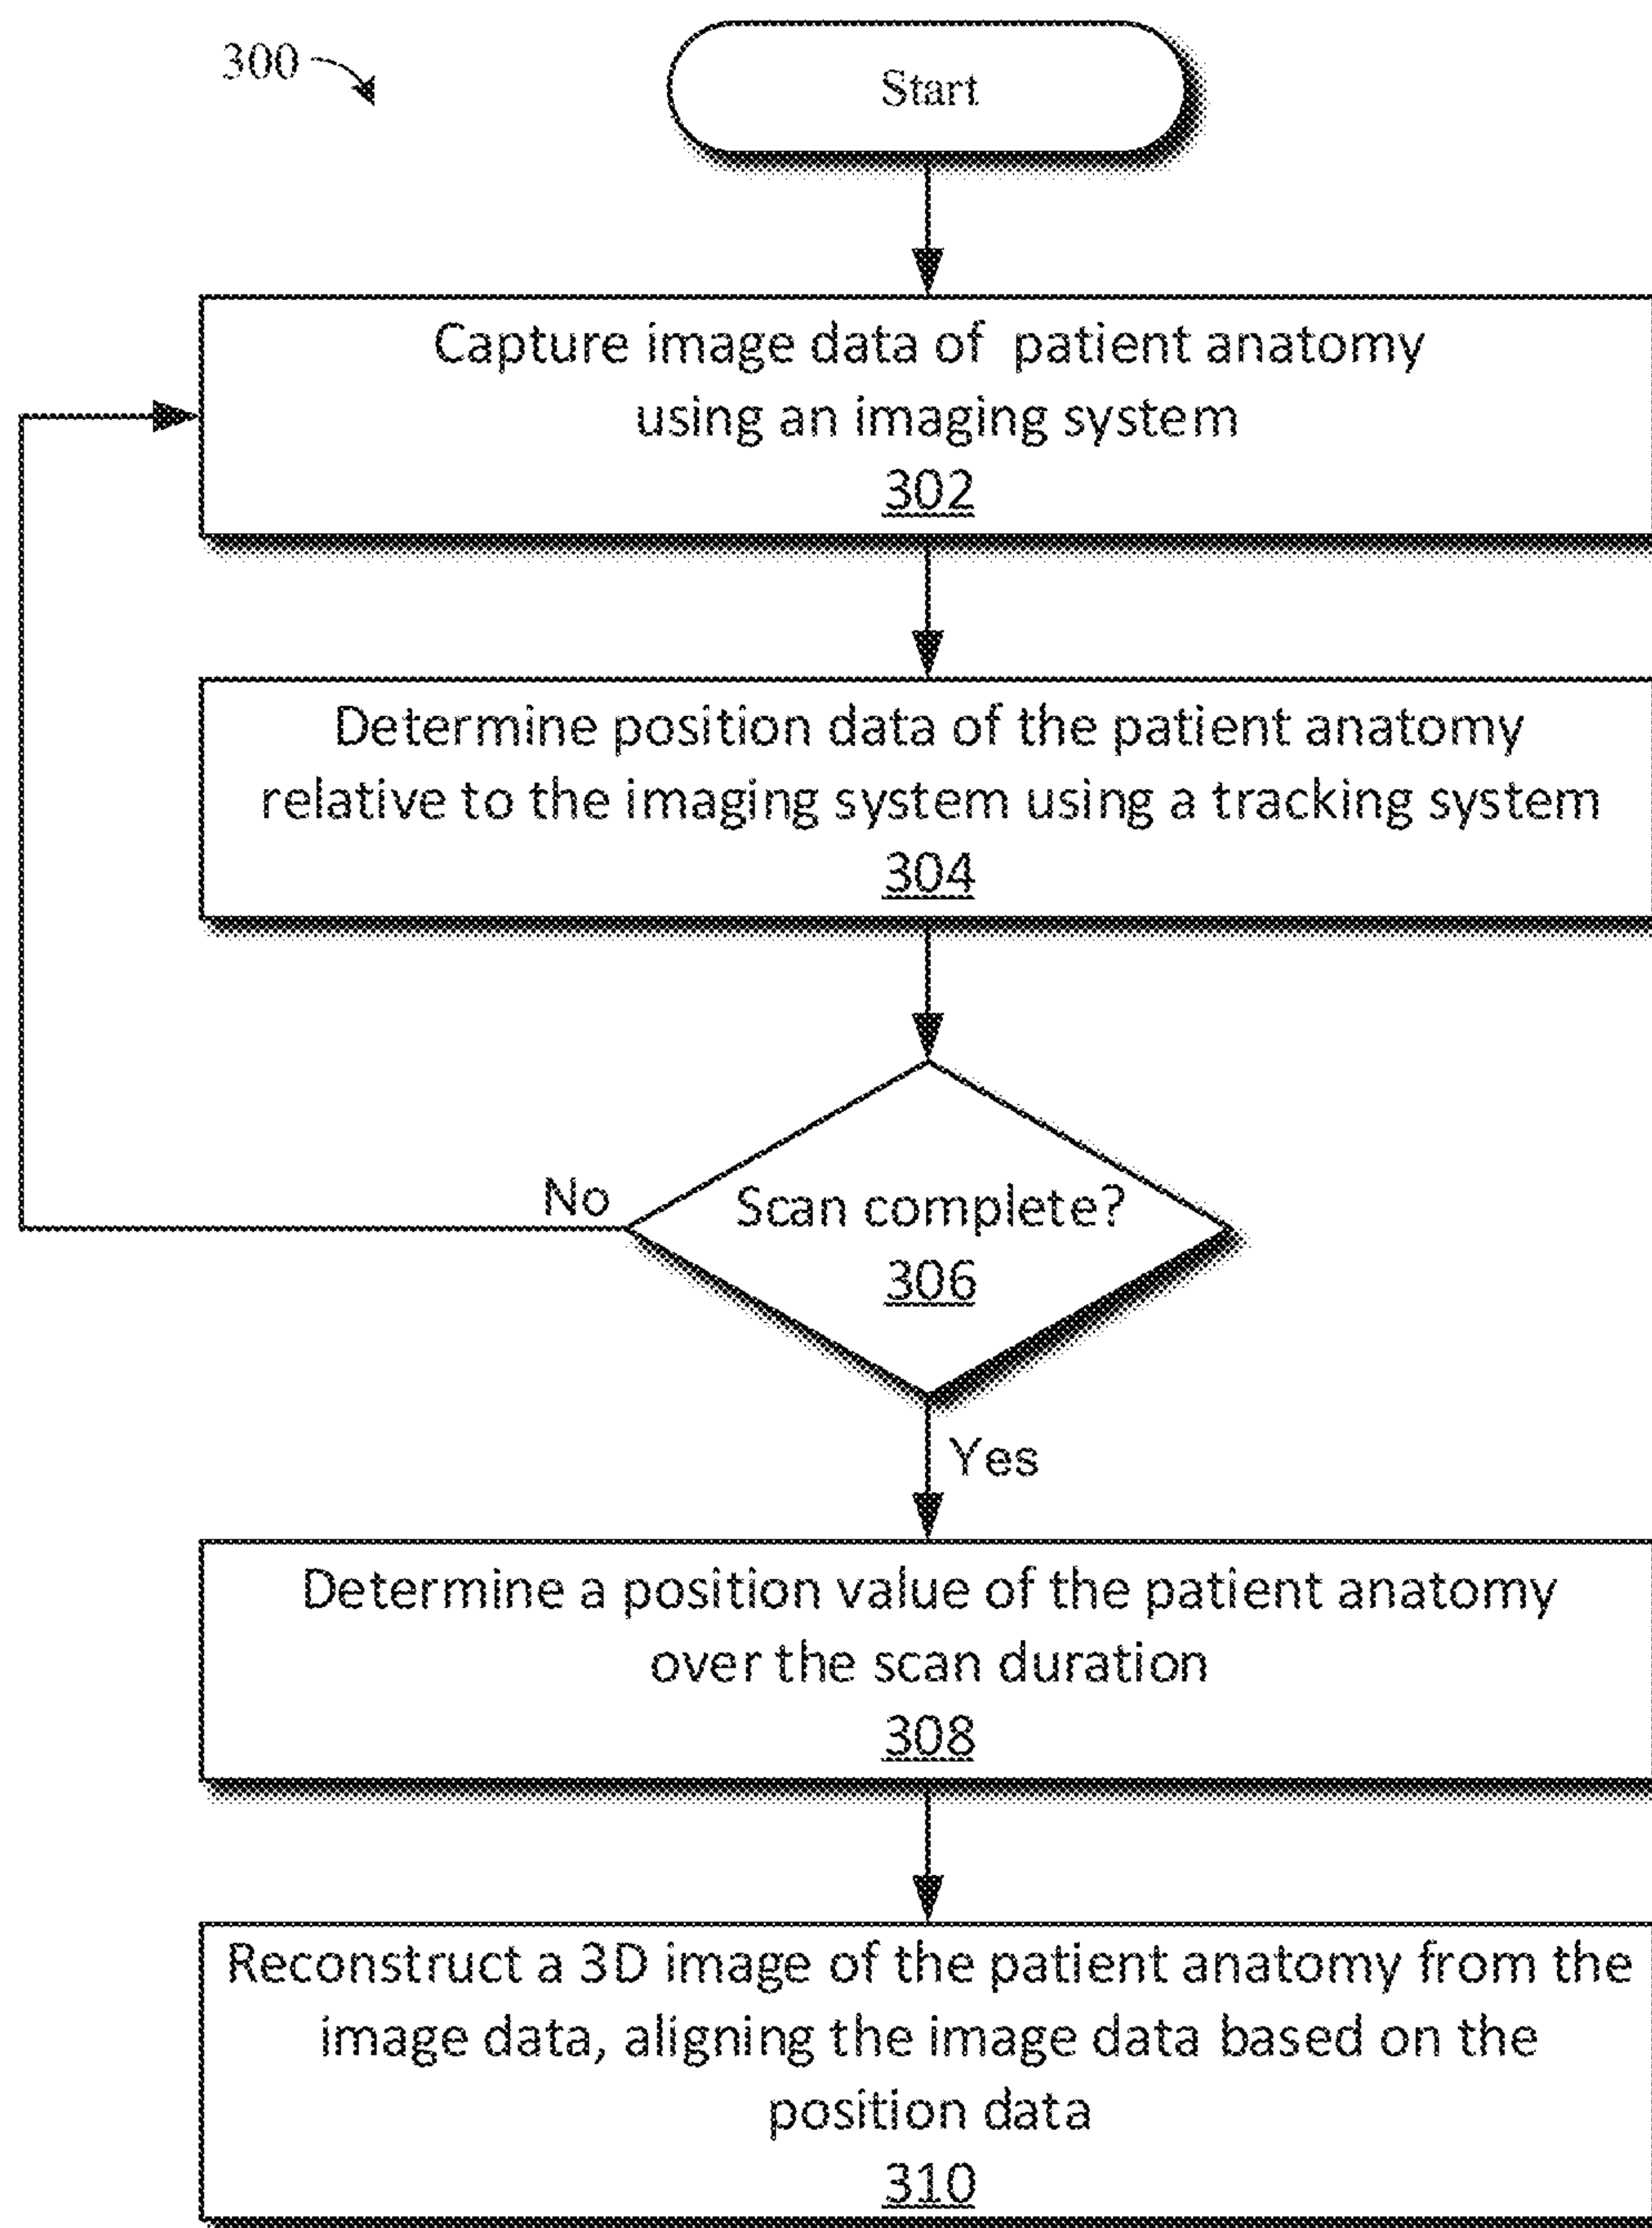 300
Start
Capture image data of patient anatomy
using an imaging system
302
Determine position data of the patient anatomy
relative to the imaging system using a tracking system
304
No
Scan complete?
306
Yes
Determine a position value of the patient anatomy
over the scan duration
308
Reconstruct a 3D image of the patient anatomy from the
image data, aligning the image data based on the
position data
310